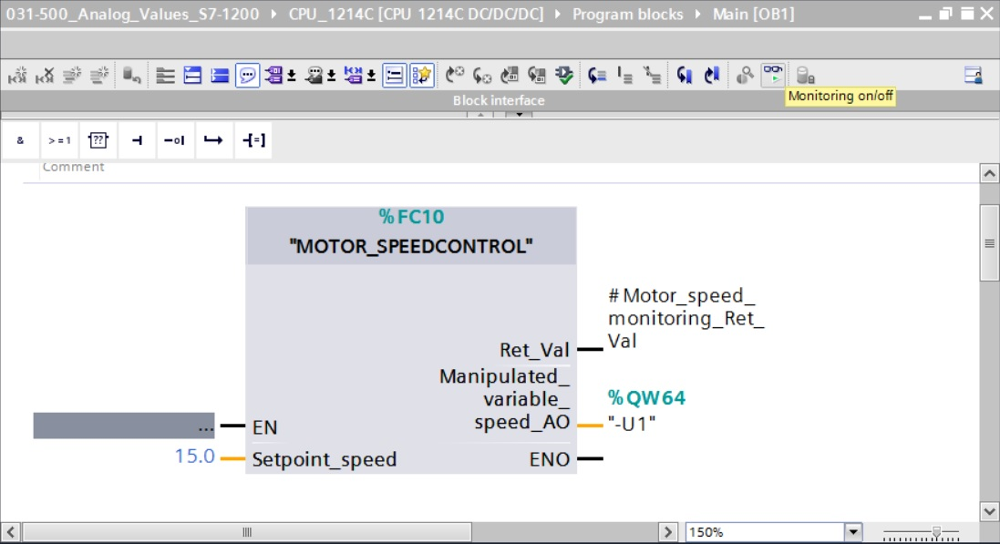 031-500_Analog_Values_S7-1200 ▸ CPU_1214C [CPU 1214C DC/DC/DC] ▸ Program blocks ▸ Main [OB1]
Monitoring on/off
Block interface
& >=1 ?? ⊣ –o| ↦ -[=]
Comment
%FC10
"MOTOR_SPEEDCONTROL"
#Motor_speed_
monitoring_Ret_
Val
Ret_Val
Manipulated_
variable_
speed_AO
%QW64
"-U1"
... EN
15.0 Setpoint_speed
ENO
150%